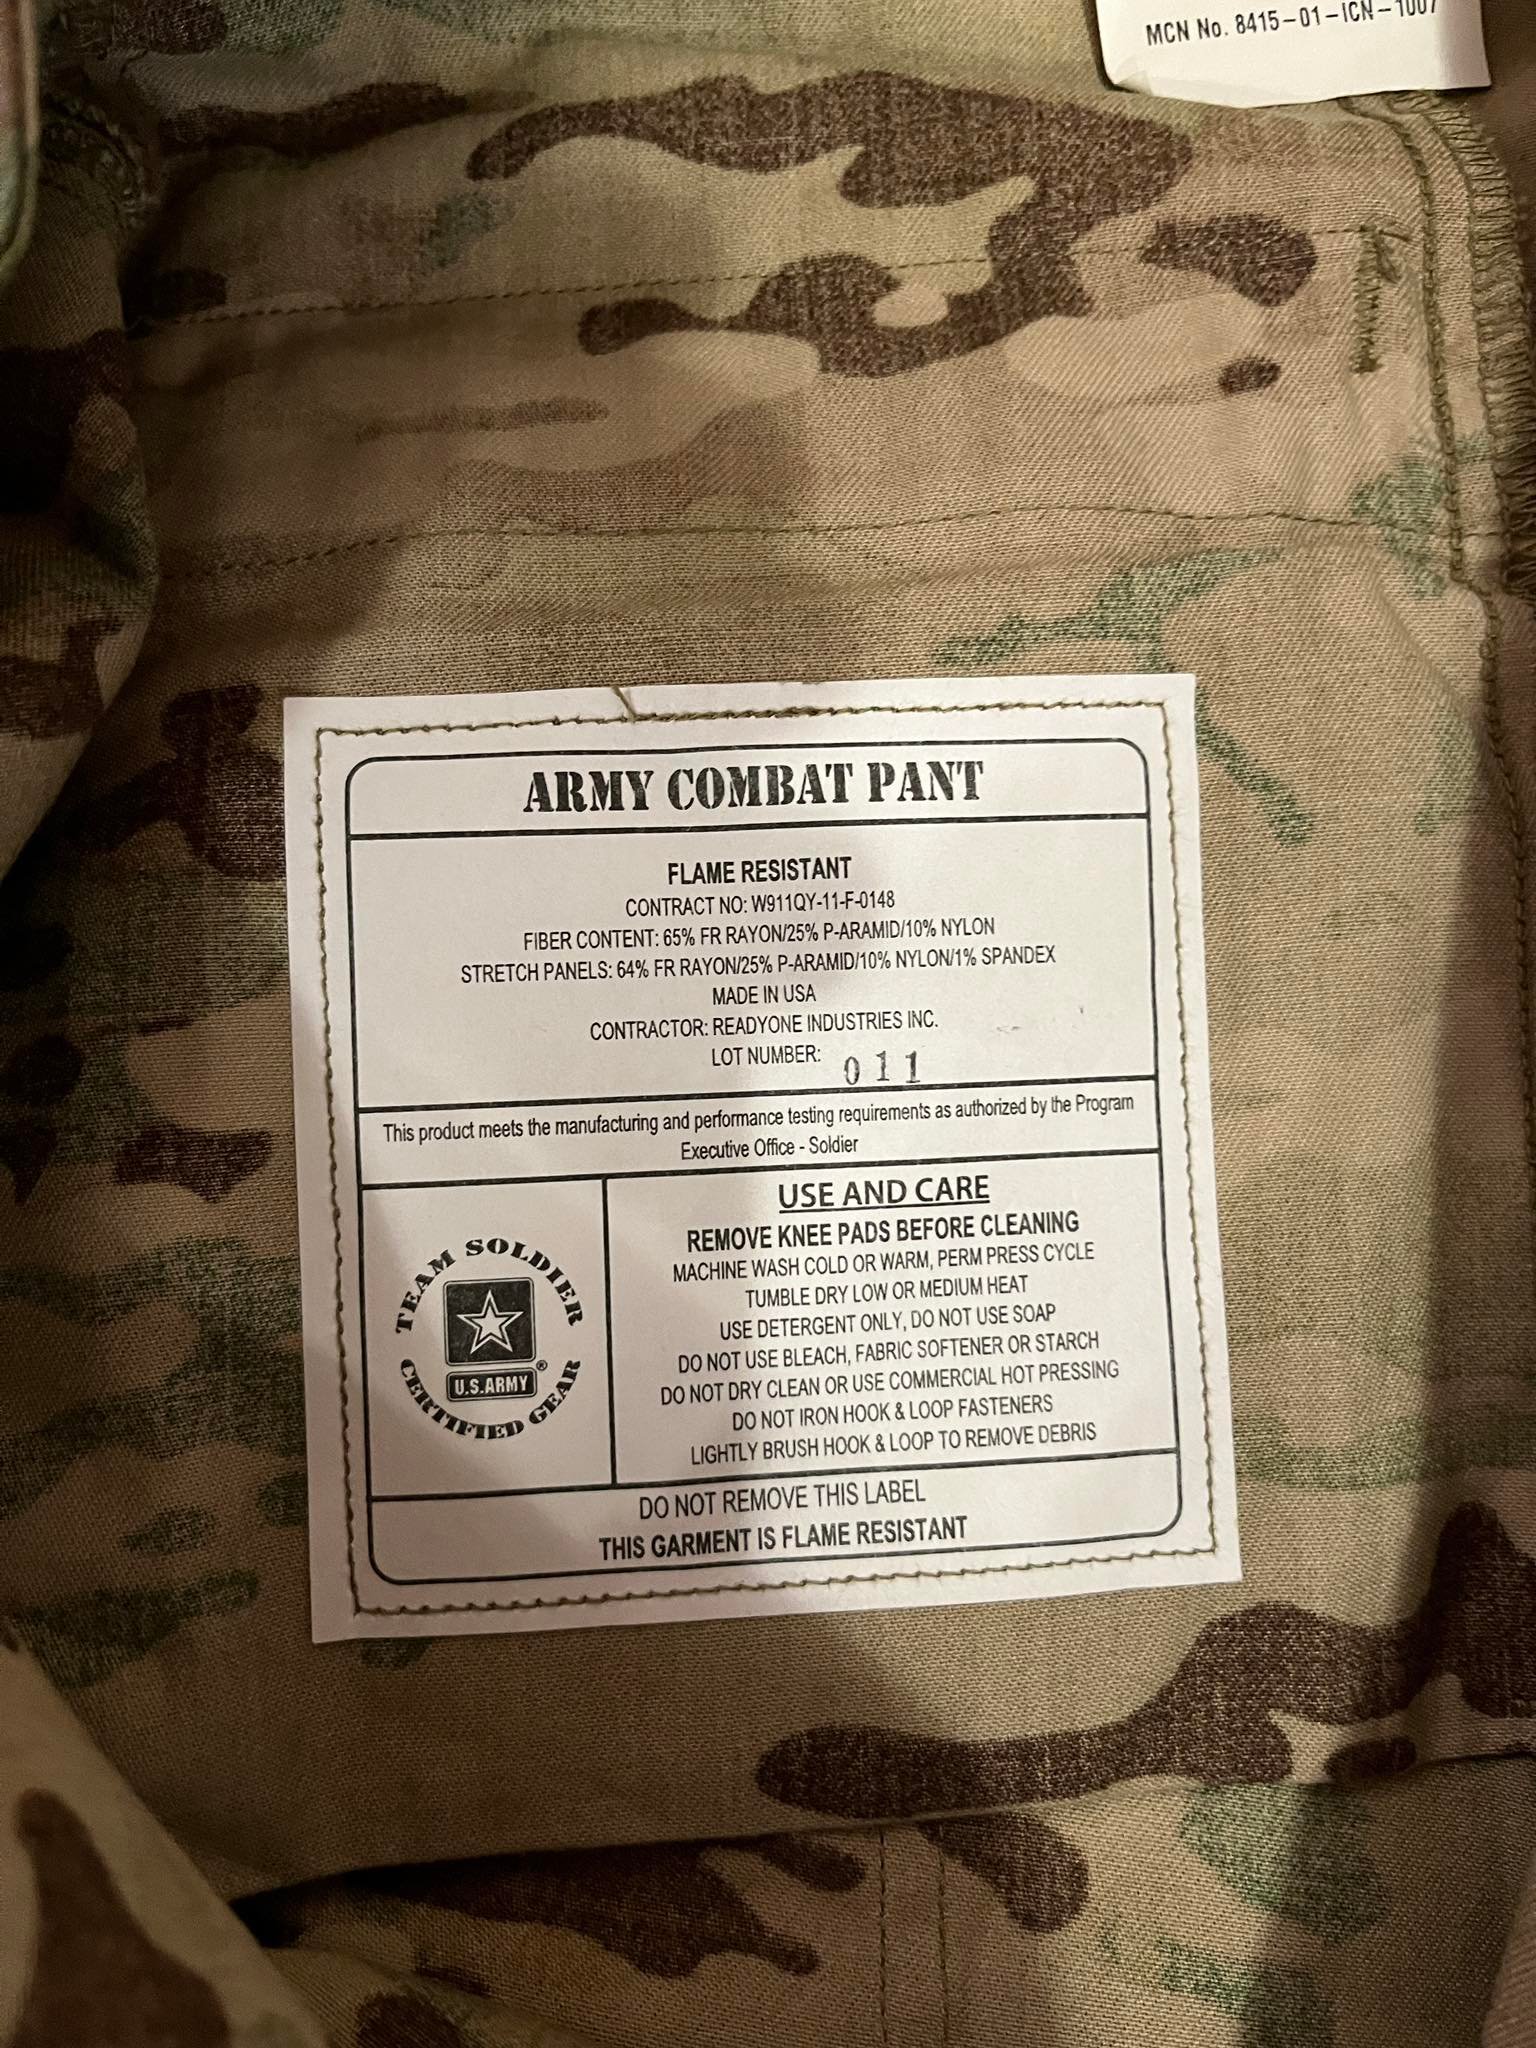 MCN No. 8415-01-ICN-1007
ARMY COMBAT PANT
FLAME RESISTANT
CONTRACT NO: W911QY-11-F-0148
FIBER CONTENT: 65% FR RAYON/25% P-ARAMID/10% NYLON
STRETCH PANELS: 64% FR RAYON/25% P-ARAMID/10% NYLON/1% SPANDEX
MADE IN USA
CONTRACTOR: READYONE INDUSTRIES INC.
LOT NUMBER: 011
This product meets the manufacturing and performance testing requirements as authorized by the Program
Executive Office - Soldier
TEAM SOLDIER
U.S.ARMY®
CERTIFIED GEAR
USE AND CARE
REMOVE KNEE PADS BEFORE CLEANING
MACHINE WASH COLD OR WARM, PERM PRESS CYCLE
TUMBLE DRY LOW OR MEDIUM HEAT
USE DETERGENT ONLY, DO NOT USE SOAP
DO NOT USE BLEACH, FABRIC SOFTENER OR STARCH
DO NOT DRY CLEAN OR USE COMMERCIAL HOT PRESSING
DO NOT IRON HOOK & LOOP FASTENERS
LIGHTLY BRUSH HOOK & LOOP TO REMOVE DEBRIS
DO NOT REMOVE THIS LABEL
THIS GARMENT IS FLAME RESISTANT